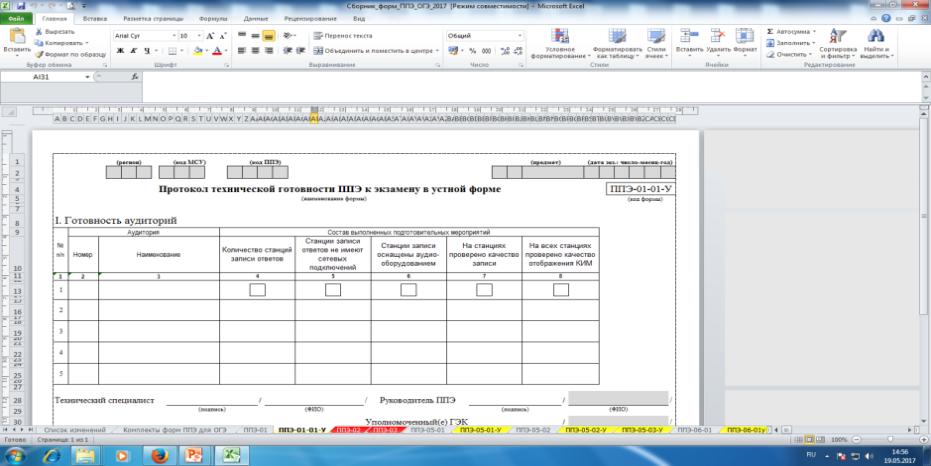 Сборник_форм_ППЭ_ОГЭ_2017 [Режим совместимости] - Microsoft Excel
Файл Главная Вставка Разметка страницы Формулы Данные Рецензирование Вид
Вставить
Вырезать
Копировать
Формат по образцу
Буфер обмена
Arial Cyr 10
Ж К Ч
Шрифт
Перенос текста
Объединить и поместить в центре
Выравнивание
Общий
Число
Условное форматирование
Форматировать как таблицу
Стили ячеек
Стили
Вставить Удалить Формат
Ячейки
Автосумма
Заполнить
Очистить
Сортировка и фильтр
Найти и выделить
Редактирование
AI31
fx
(регион) (код МСУ) (код ППЭ) (предмет) (дата экз.: число-месяц-год)
Протокол технической готовности ППЭ к экзамену в устной форме
ППЭ-01-01-У
(наименование формы) (код формы)
I. Готовность аудиторий
№ п/п
Аудитория
Состав выполненных подготовительных мероприятий
Номер
Наименование
Количество станций записи ответов
Станции записи ответов не имеют сетевых подключений
Станции записи оснащены аудио-оборудованием
На станциях проверено качество записи
На всех станциях проверено качество отображения КИМ
1 2 3 4 5 6 7 8
1
2
3
4
5
Технический специалист / / Руководитель ППЭ /
(подпись) (ФИО) (подпись) (ФИО)
Уполномоченный(е) ГЭК /
Список изменений Комплекты форм ППЭ для ОГЭ ППЭ-01 ППЭ-01-01-У ППЭ-02 ППЭ-03 ППЭ-05-01 ППЭ-05-01-У ППЭ-05-02 ППЭ-05-02-У ППЭ-05-03-У ППЭ-06-01 ППЭ-06-01у
Готово Страница: 1 из 1 100%
RU 14:56
19.05.2017